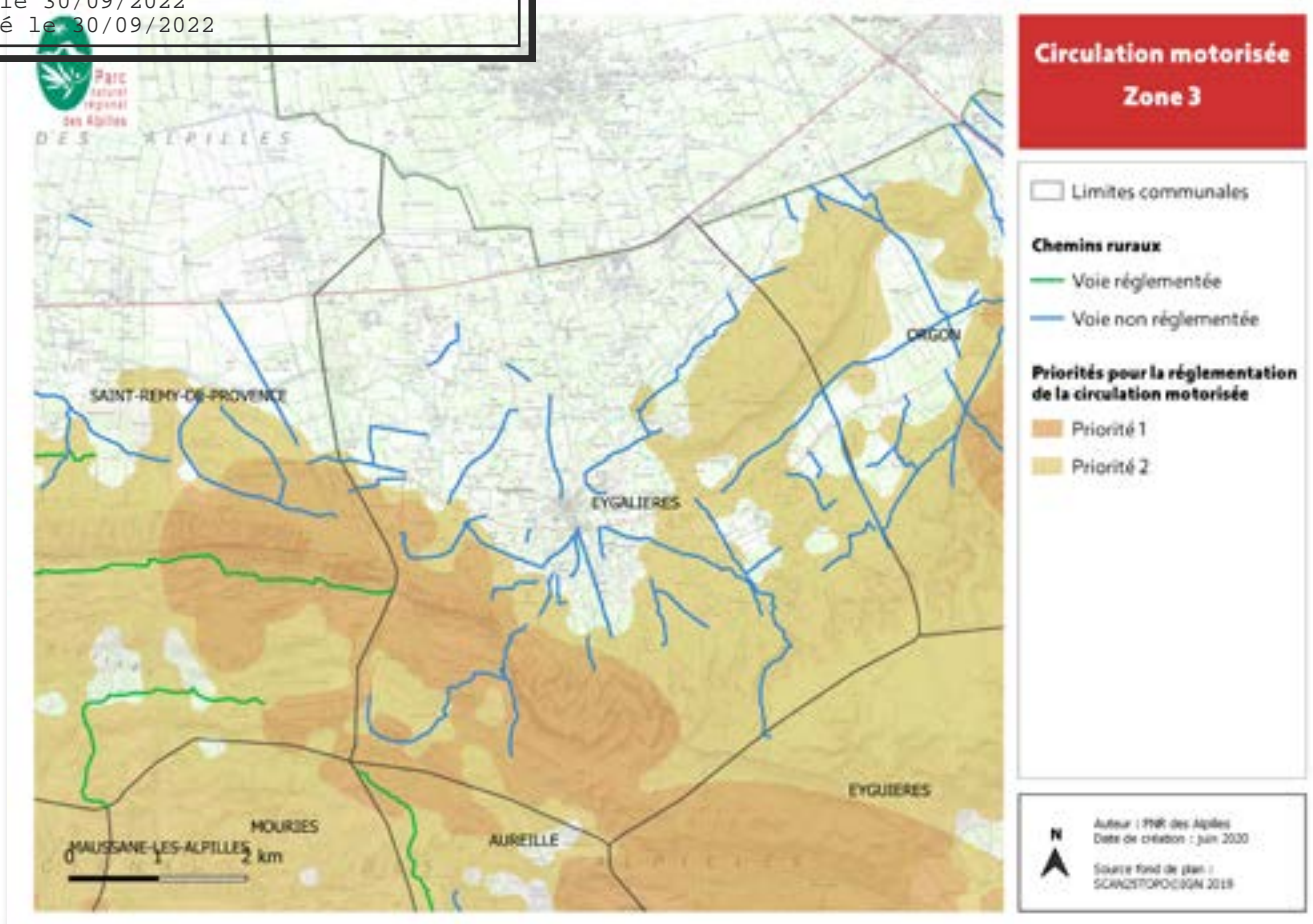 le 30/09/2022
é le 30/09/2022
Parc
naturel
régional
des Alpilles
DES ALPILLES
SAINT-REMY-DE-PROVENCE
ORGON
EYGALIERES
EYGUIERES
MOURIES
AUREILLE
MAUSSANE-LES-ALPILLES
0 1 2 km
ALPILLES
Circulation motorisée
Zone 3
Limites communales
Chemins ruraux
Voie réglementée
Voie non réglementée
Priorités pour la réglementation
de la circulation motorisée
Priorité 1
Priorité 2
N
Auteur : PNR des Alpilles
Date de création : juin 2020
Source fond de plan :
SCAN25TOPO©IGN 2019